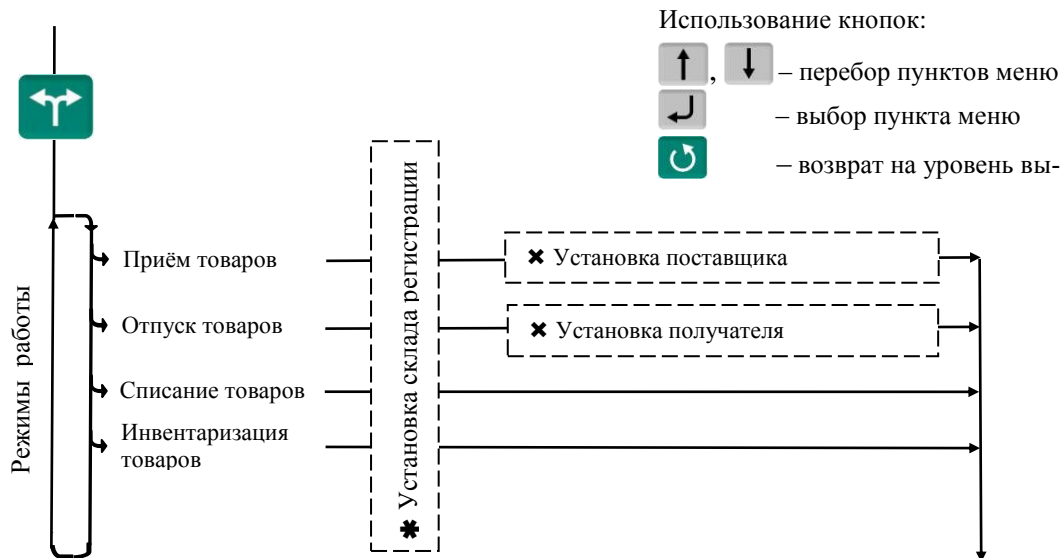 Использование кнопок:
, – перебор пунктов меню
– выбор пункта меню
– возврат на уровень вы-
Режимы работы
Приём товаров
Отпуск товаров
Списание товаров
Инвентаризация
товаров
✱ Установка склада регистрации
✖ Установка поставщика
✖ Установка получателя